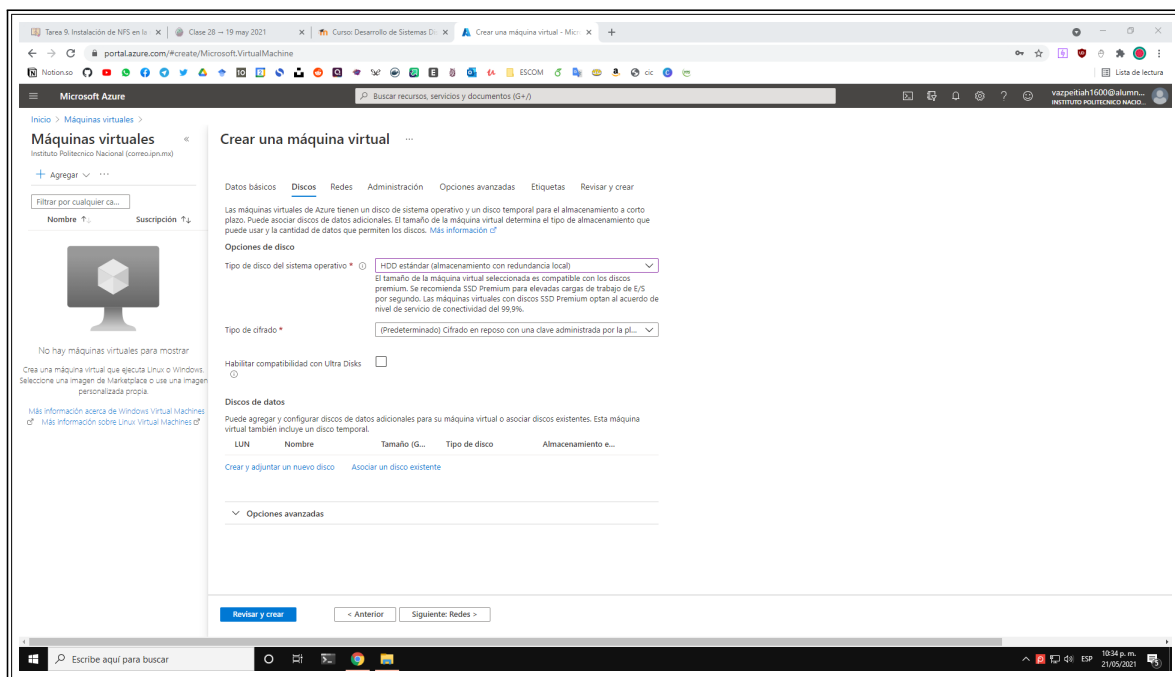 Tarea 9. Instalación de NFS en la
Clase 28 -- 19 may 2021
Curso: Desarrollo de Sistemas Di
Crear una máquina virtual - Micro
portal.azure.com/#create/Microsoft.VirtualMachine
Notion.so
ESCOM
cic
Lista de lectura
Microsoft Azure
Buscar recursos, servicios y documentos (G+/)
vazpeitiah1600@alumn...
INSTITUTO POLITECNICO NACIO...
Inicio > Máquinas virtuales >
Máquinas virtuales «
Instituto Politecnico Nacional (correo.ipn.mx)
+ Agregar ...
Filtrar por cualquier ca...
Nombre ↑↓ Suscripción ↑↓
No hay máquinas virtuales para mostrar
Crea una máquina virtual que ejecuta Linux o Windows.
Seleccione una imagen de Marketplace o use una imagen
personalizada propia.
Más información acerca de Windows Virtual Machines
Más información sobre Linux Virtual Machines
Crear una máquina virtual ...
Datos básicos Discos Redes Administración Opciones avanzadas Etiquetas Revisar y crear
Las máquinas virtuales de Azure tienen un disco de sistema operativo y un disco temporal para el almacenamiento a corto
plazo. Puede asociar discos de datos adicionales. El tamaño de la máquina virtual determina el tipo de almacenamiento que
puede usar y la cantidad de datos que permiten los discos. Más información
Opciones de disco
Tipo de disco del sistema operativo * HDD estándar (almacenamiento con redundancia local)
El tamaño de la máquina virtual seleccionada es compatible con los discos
premium. Se recomienda SSD Premium para elevadas cargas de trabajo de E/S
por segundo. Las máquinas virtuales con discos SSD Premium optan al acuerdo de
nivel de servicio de conectividad del 99,9%.
Tipo de cifrado * (Predeterminado) Cifrado en reposo con una clave administrada por la pl...
Habilitar compatibilidad con Ultra Disks
Discos de datos
Puede agregar y configurar discos de datos adicionales para su máquina virtual o asociar discos existentes. Esta máquina
virtual también incluye un disco temporal.
LUN Nombre Tamaño (G... Tipo de disco Almacenamiento e...
Crear y adjuntar un nuevo disco Asociar un disco existente
Opciones avanzadas
Revisar y crear < Anterior Siguiente: Redes >
Escribe aquí para buscar
ESP
10:34 p. m.
21/05/2021